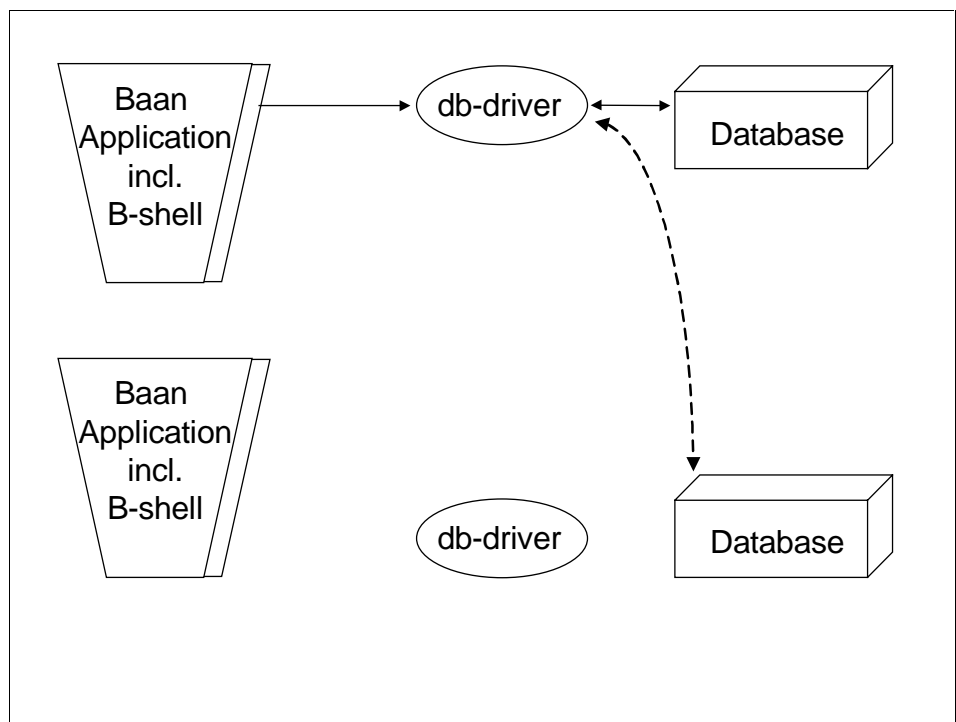 Baan
Application
incl.
B-shell
db-driver
Database
Baan
Application
incl.
B-shell
db-driver
Database